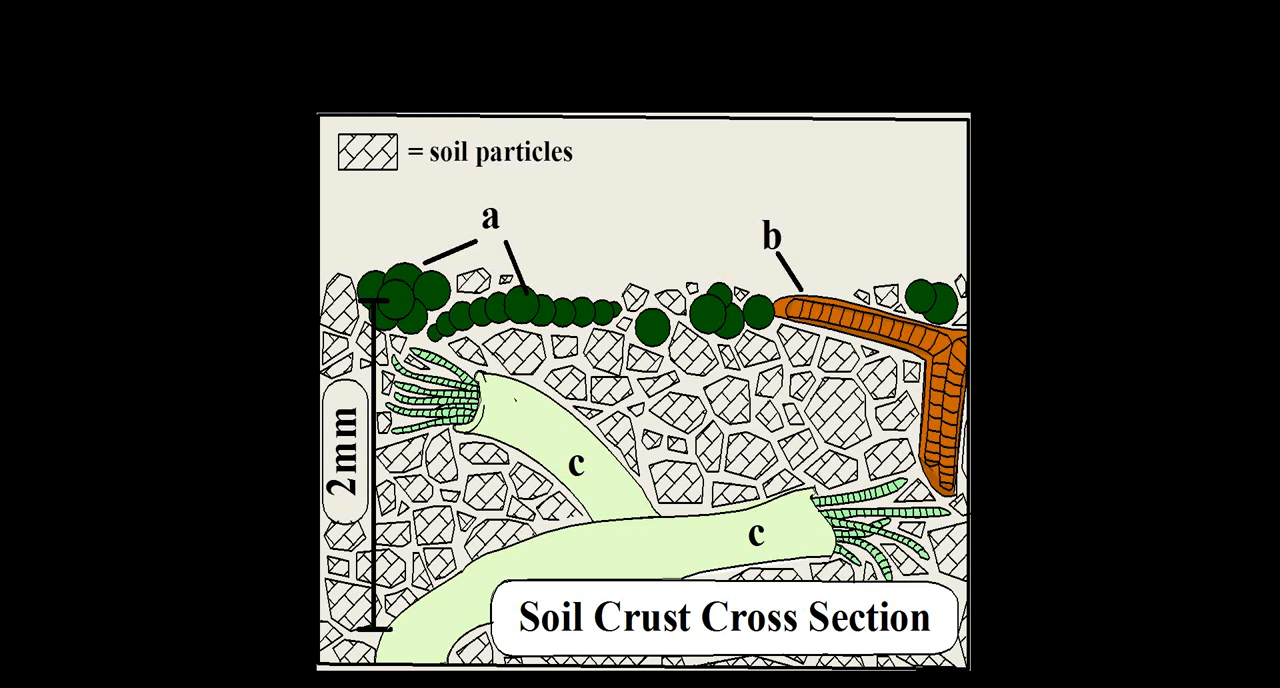 = soil particles
a
b
2mm
c
c
Soil Crust Cross Section